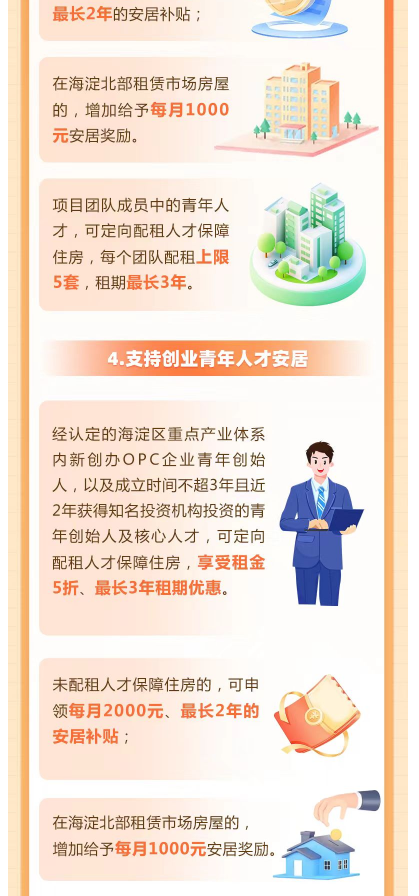 最长2年的安居补贴；
在海淀北部租赁市场房屋
的，增加给予每月1000
元安居奖励。
项目团队成员中的青年人
才，可定向配租人才保障
住房，每个团队配租上限
5套，租期最长3年。
4.支持创业青年人才安居
经认定的海淀区重点产业体系
内新创办OPC企业青年创始
人，以及成立时间不超3年且近
2年获得知名投资机构投资的青
年创始人及核心人才，可定向
配租人才保障住房，享受租金
5折、最长3年租期优惠。
未配租人才保障住房的，可申
领每月2000元、最长2年的
安居补贴；
在海淀北部租赁市场房屋的，
增加给予每月1000元安居奖励。